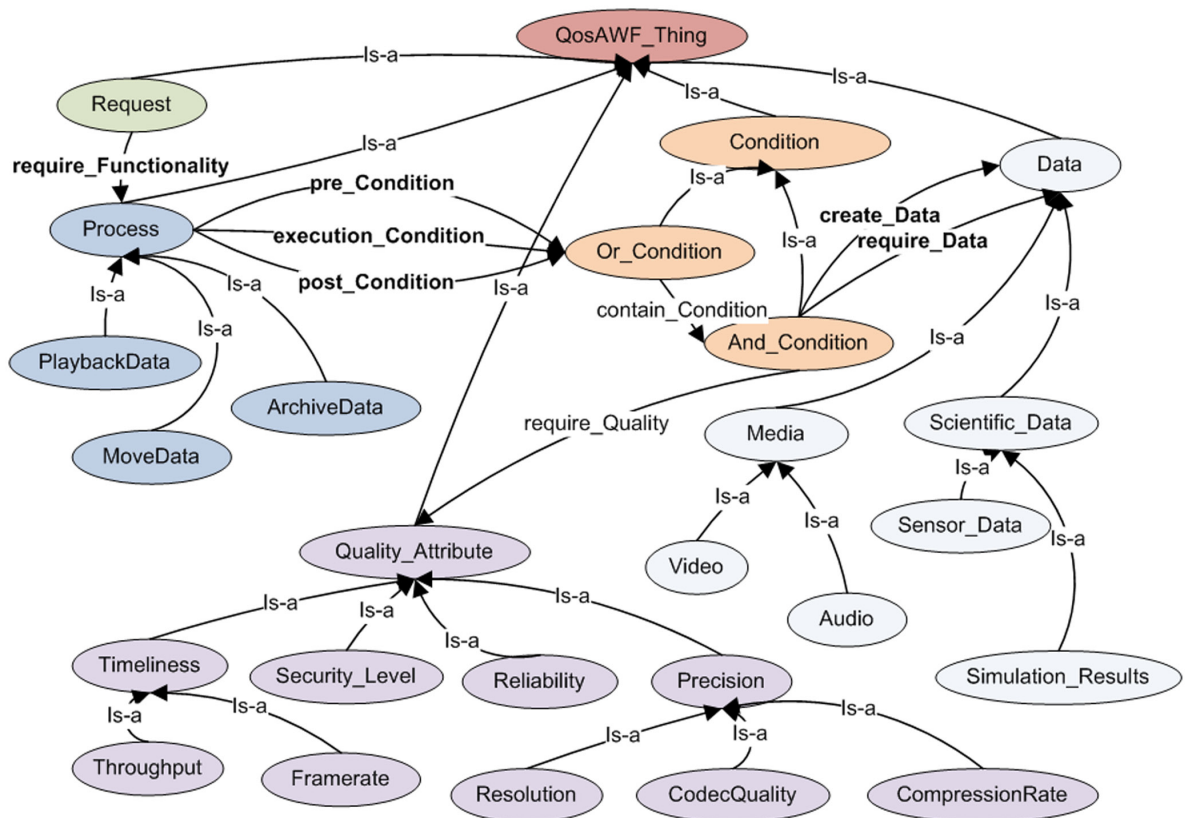 QosAWF_Thing
Is-a
Is-a
Request
Is-a
Condition
Is-a
Data
require_Functionality
pre_Condition
Is-a
create_Data
Process
execution_Condition
Or_Condition
Is-a
require_Data
post_Condition
Is-a
Is-a
Is-a
Is-a
contain_Condition
Is-a
PlaybackData
Is-a
And_Condition
Is-a
ArchiveData
require_Quality
Media
Scientific_Data
MoveData
Is-a
Is-a
Is-a
Sensor_Data
Quality_Attribute
Video
Is-a
Is-a
Is-a
Is-a
Audio
Is-a
Timeliness
Security_Level
Reliability
Precision
Simulation_Results
Is-a
Is-a
Is-a
Is-a
Is-a
Throughput
Framerate
Resolution
CodecQuality
CompressionRate